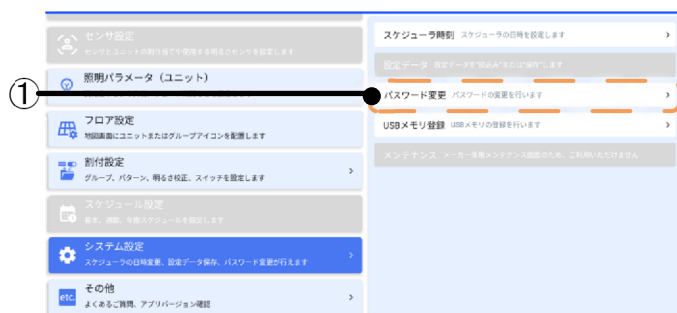 センサ設定
センサとユニットの割り当てや使用する明るさセンサを設定します
照明パラメータ（ユニット）
フロア設定
地図画面にユニットまたはグループアイコンを配置します
割付設定
グループ、パターン、明るさ校正、スイッチを設定します
スケジュール設定
基本、週間、年間スケジュールを設定します
システム設定
スケジューラの日時変更、設定データ保存、パスワード変更が行えます
etc.
その他
よくあるご質問、アプリバージョン確認
スケジューラ時刻 スケジューラの日時を設定します
設定データ 設定データを"読込み"または"保存"します
①
パスワード変更 パスワードの変更を行います
USBメモリ登録 USBメモリの登録を行います
メンテナンス メーカー専用メンテナンス画面のため、ご利用いただけません